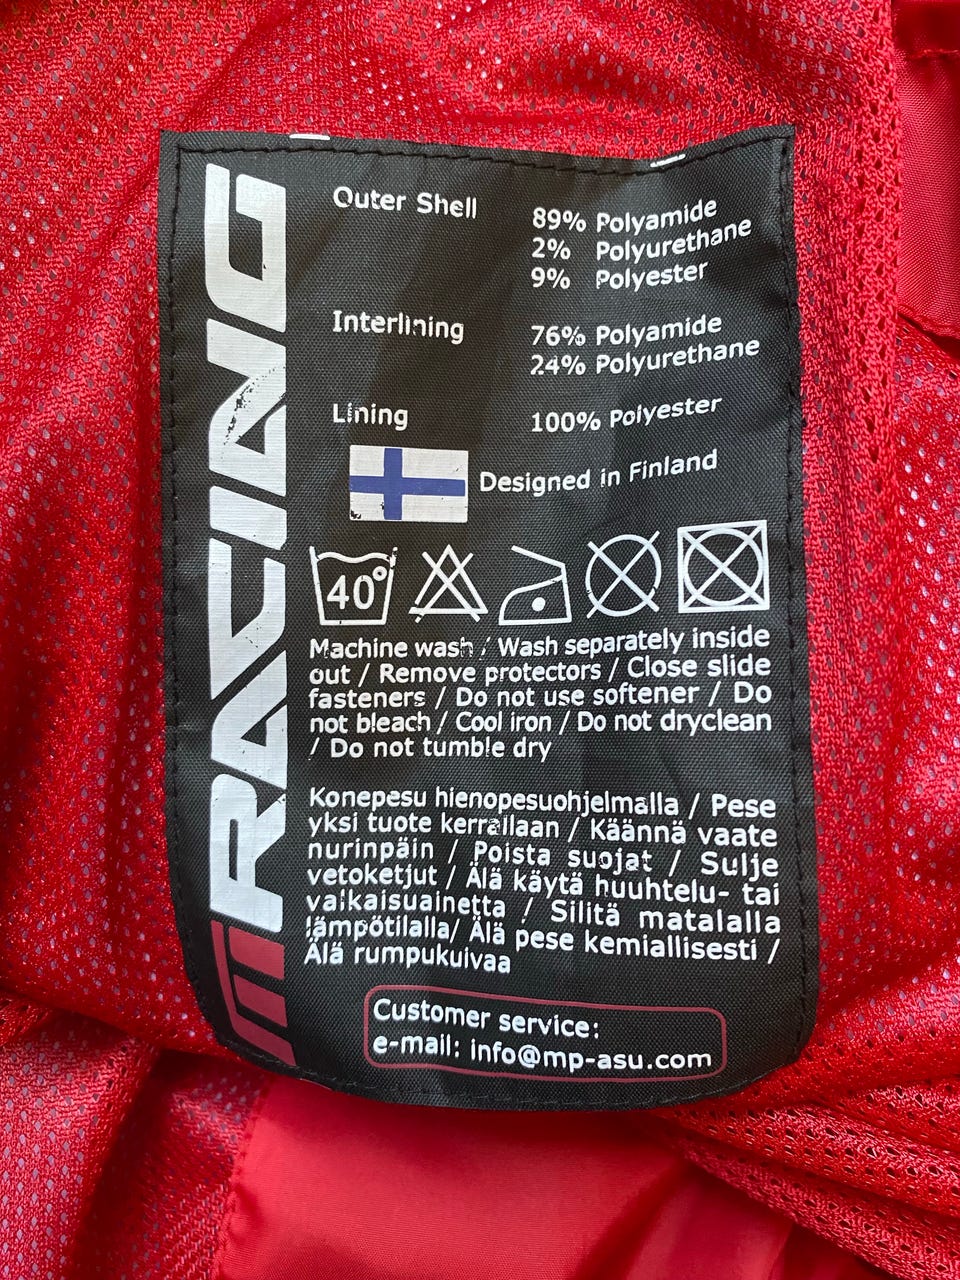 RACING
Outer Shell
89% Polyamide
2% Polyurethane
9% Polyester
Interlining
76% Polyamide
24% Polyurethane
Lining
100% Polyester
Designed in Finland
40°
Machine wash / Wash separately inside
out / Remove protectors / Close slide
fasteners / Do not use softener / Do
not bleach / Cool iron / Do not dryclean
/ Do not tumble dry
Konepesu hienopesuohjelmalla / Pese
yksi tuote kerrallaan / Käännä vaate
nurinpäin / Poista suojat / Sulje
vetoketjut / Älä käytä huuhtelu- tai
valkaisuainetta / Silitä matalalla
lämpötilalla/ Älä pese kemiallisesti /
Älä rumpukuivaa
Customer service:
e-mail: info@mp-asu.com